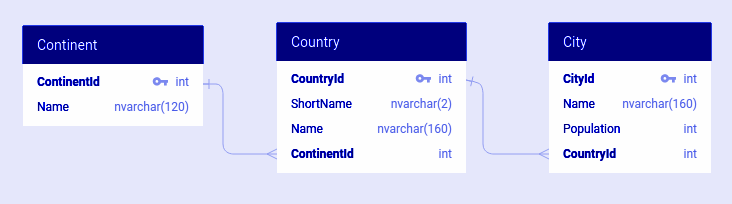 Continent
ContinentId int
Name nvarchar(120)
Country
CountryId int
ShortName nvarchar(2)
Name nvarchar(160)
ContinentId int
City
CityId int
Name nvarchar(160)
Population int
CountryId int